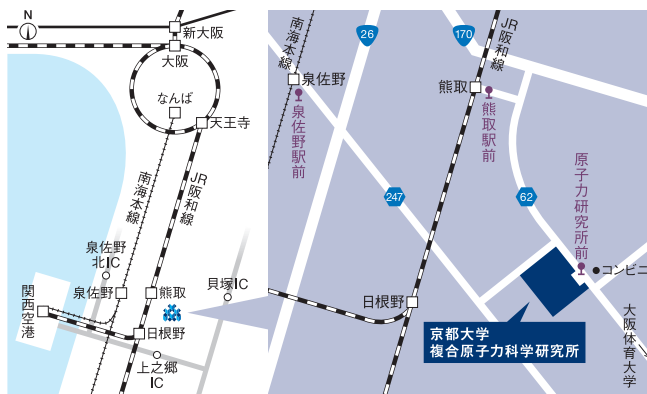 N
新大阪
大阪
なんば
天王寺
南海本線
JR阪和線
泉佐野
北IC
貝塚IC
関西空港
泉佐野
熊取
日根野
上之郷
IC
南海本線
26
170
JR阪和線
泉佐野
熊取
泉佐野駅前
熊取駅前
原子力研究所前
247
62
コンビニ
日根野
京都大学
複合原子力科学研究所
大阪体育大学